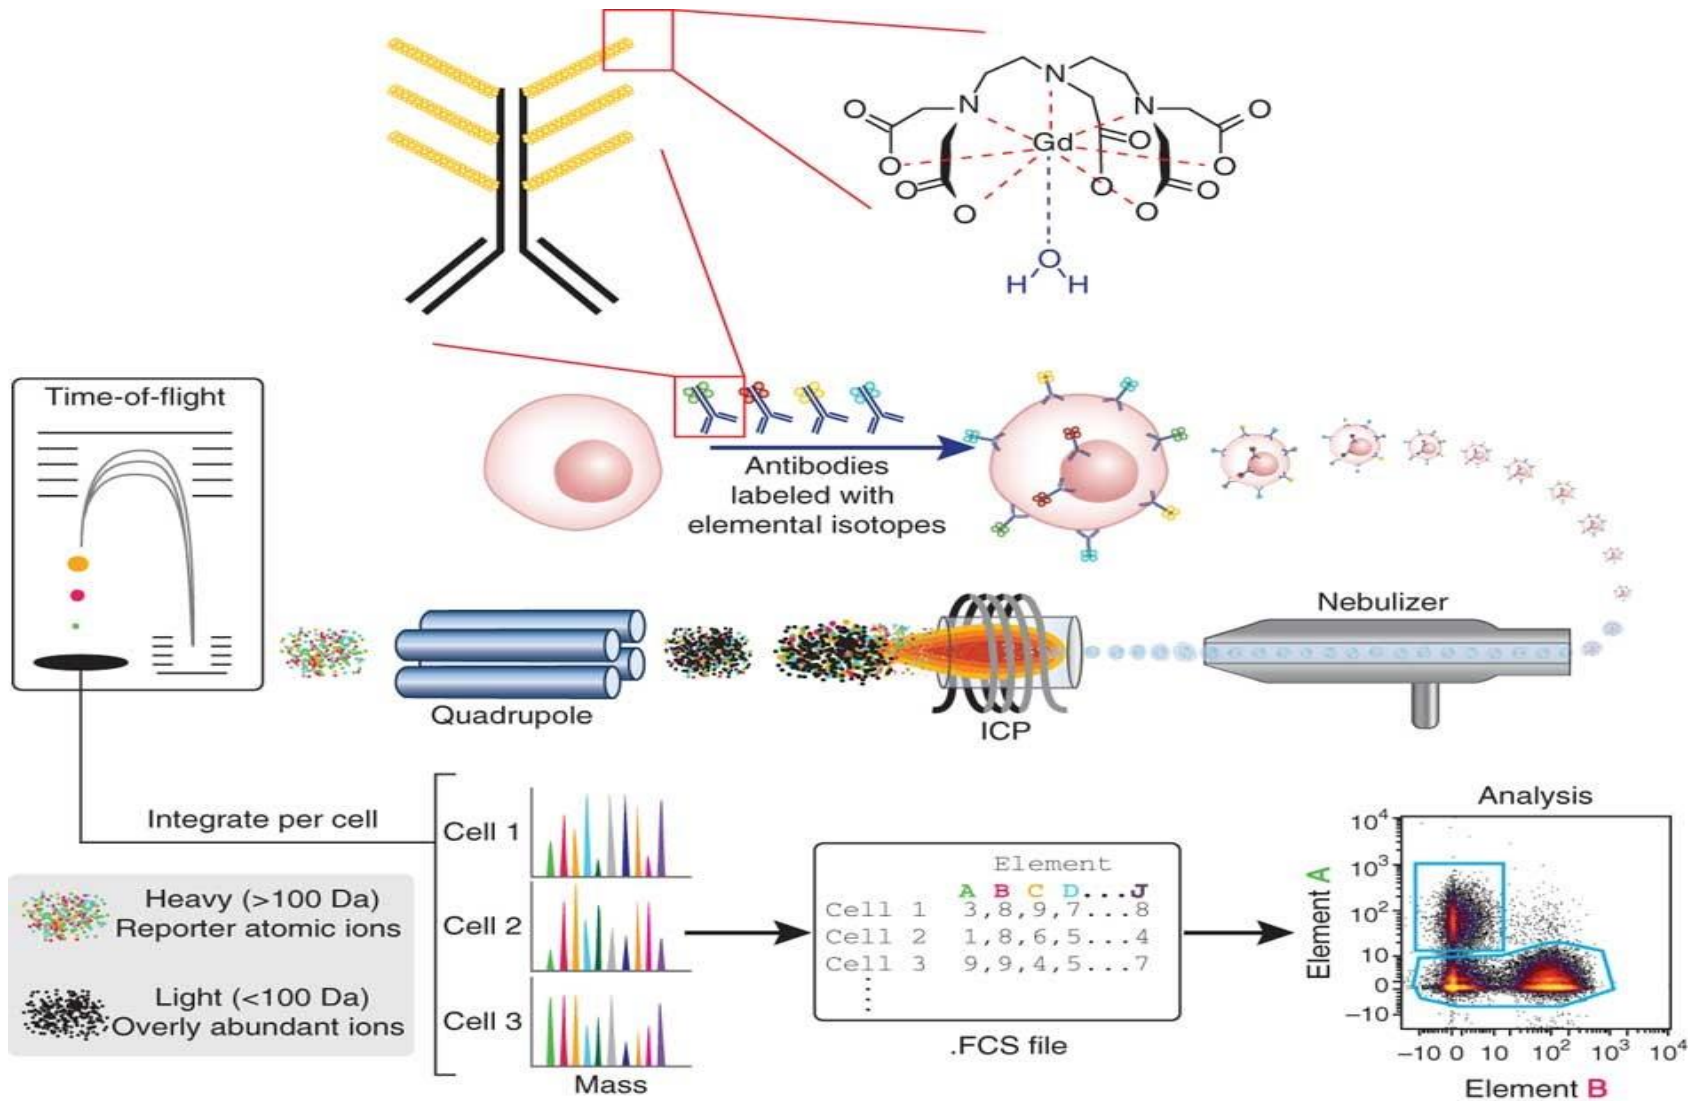 N
N
N
O
O
O
O
O
O
O
O
O
O
Gd
O
H
H
Time-of-flight
Antibodies
labeled with
elemental isotopes
Nebulizer
Quadrupole
ICP
Integrate per cell
Heavy (>100 Da)
Reporter atomic ions
Light (<100 Da)
Overly abundant ions
Cell 1
Cell 2
Cell 3
Mass
Element
A B C D...J
Cell 1 3,8,9,7...8
Cell 2 1,8,6,5...4
Cell 3 9,9,4,5...7
.FCS file
Analysis
Element A
10⁴
10³
10²
10
0
−10
−10 0 10 10² 10³ 10⁴
Element B